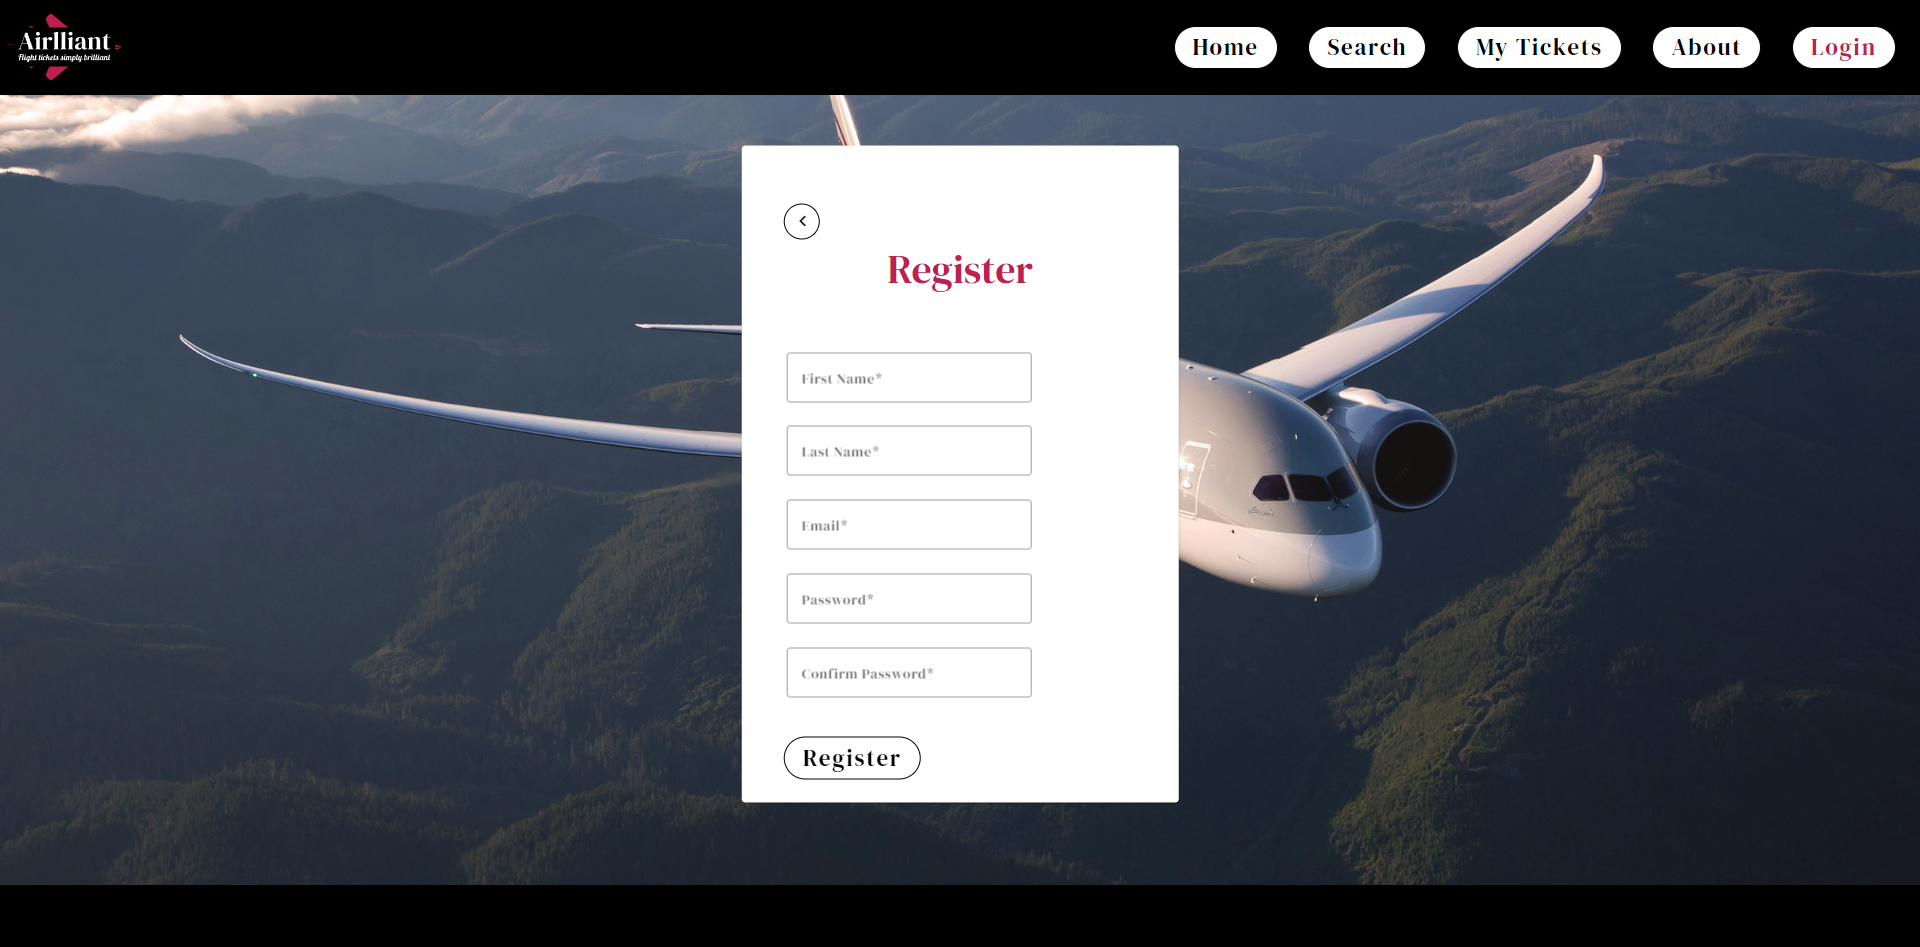 Airlliant
Flight tickets simply brilliant
Home
Search
My Tickets
About
Login
Register
First Name*
Last Name*
Email*
Password*
Confirm Password*
Register